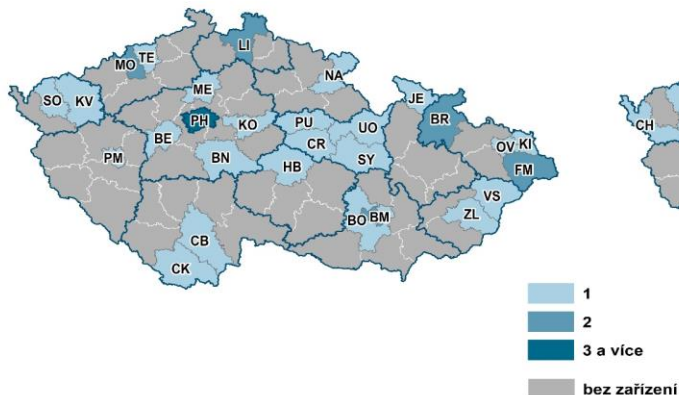 LI
TE
MO
NA
ME
SO
KV
JE
PH
PU
UO
BR
KO
CH
BE
CR
OV
KI
PM
BN
SY
FM
HB
VS
BO
BM
ZL
CB
CK
1
2
3 a více
bez zařízení